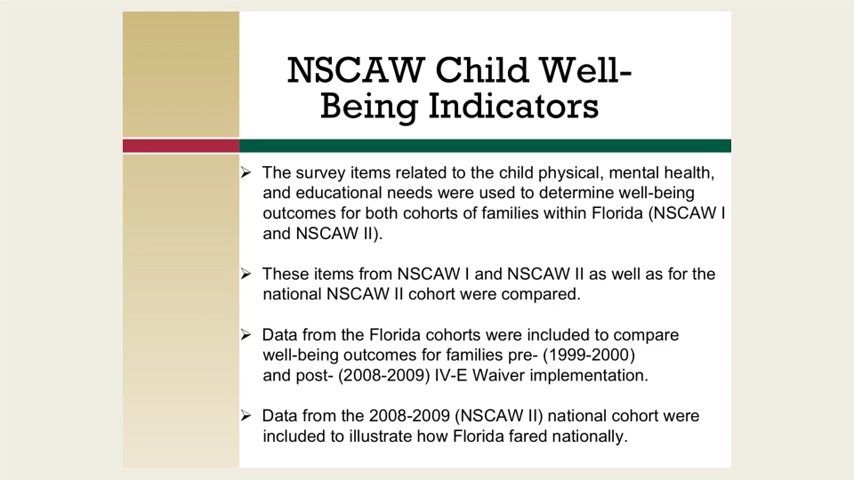 NSCAW Child Well-
Being Indicators
➢ The survey items related to the child physical, mental health,
and educational needs were used to determine well-being
outcomes for both cohorts of families within Florida (NSCAW I
and NSCAW II).
➢ These items from NSCAW I and NSCAW II as well as for the
national NSCAW II cohort were compared.
➢ Data from the Florida cohorts were included to compare
well-being outcomes for families pre- (1999-2000)
and post- (2008-2009) IV-E Waiver implementation.
➢ Data from the 2008-2009 (NSCAW II) national cohort were
included to illustrate how Florida fared nationally.